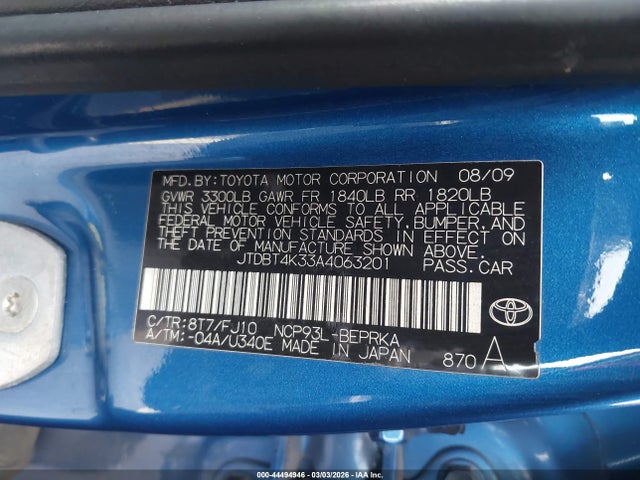 MFD. BY: TOYOTA MOTOR CORPORATION 08/09
GVWR 3300LB GAWR FR 1840LB RR 1820LB
THIS VEHICLE CONFORMS TO ALL APPLICABLE
FEDERAL MOTOR VEHICLE SAFETY, BUMPER, AND
THEFT PREVENTION STANDARDS IN EFFECT ON
THE DATE OF MANUFACTURE SHOWN ABOVE.
JTDBT4K33A4063201 PASS. CAR
C/TR: 8T7/FJ10 NCP93L-BEPRKA
A/TM: -04A/U340E MADE IN JAPAN 870 A
000-44494946 | 03/03/2026 - IAAI.com